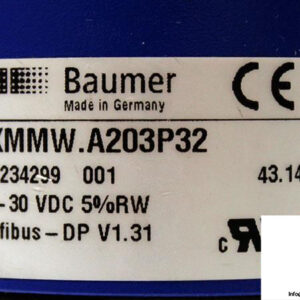 Baumer
Made in Germany
CE
XMMW.A203P32
234299 001 43.14
- 30 VDC 5%RW
fibus - DP V1.31
c UR